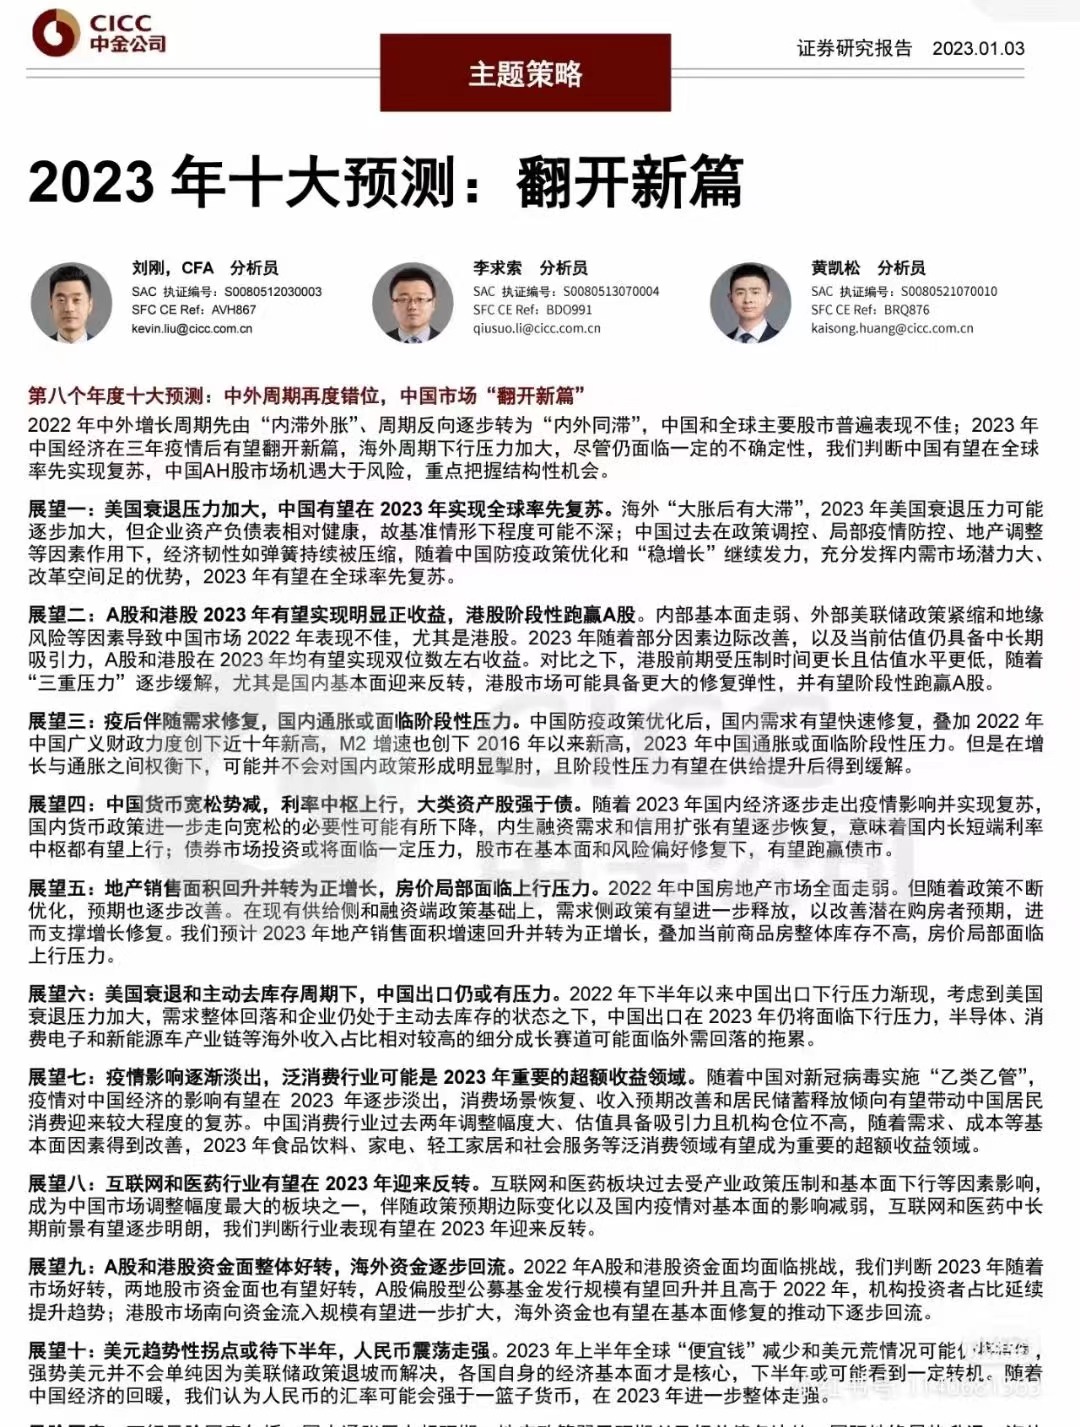 CICC
中金公司
证券研究报告 2023.01.03
主题策略
2023 年十大预测：翻开新篇
刘刚，CFA 分析员
SAC 执证编号：S0080512030003
SFC CE Ref：AVH867
kevin.liu@cicc.com.cn
李求索 分析员
SAC 执证编号：S0080513070004
SFC CE Ref：BDO991
qiusuo.li@cicc.com.cn
黄凯松 分析员
SAC 执证编号：S0080521070010
SFC CE Ref：BRQ876
kaisong.huang@cicc.com.cn
第八个年度十大预测：中外周期再度错位，中国市场“翻开新篇”
2022 年中外增长周期先由“内滞外胀”、周期反向逐步转为“内外同滞”，中国和全球主要股市普遍表现不佳；2023 年
中国经济在三年疫情后有望翻开新篇，海外周期下行压力加大，尽管仍面临一定的不确定性，我们判断中国有望在全球
率先实现复苏，中国AH股市场机遇大于风险，重点把握结构性机会。
展望一：美国衰退压力加大，中国有望在 2023 年实现全球率先复苏。海外“大胀后有大滞”，2023 年美国衰退压力可能
逐步加大，但企业资产负债表相对健康，故基准情形下程度可能不深；中国过去在政策调控、局部疫情防控、地产调整
等因素作用下，经济韧性如弹簧持续被压缩，随着中国防疫政策优化和“稳增长”继续发力，充分发挥内需市场潜力大、
改革空间足的优势，2023 年有望在全球率先复苏。
展望二：A股和港股 2023 年有望实现明显正收益，港股阶段性跑赢A股。内部基本面走弱、外部美联储政策紧缩和地缘
风险等因素导致中国市场 2022 年表现不佳，尤其是港股。2023 年随着部分因素边际改善，以及当前估值仍具备中长期
吸引力，A股和港股在 2023 年均有望实现双位数左右收益。对比之下，港股前期受压制时间更长且估值水平更低，随着
“三重压力”逐步缓解，尤其是国内基本面迎来反转，港股市场可能具备更大的修复弹性，并有望阶段性跑赢A股。
展望三：疫后伴随需求修复，国内通胀或面临阶段性压力。中国防疫政策优化后，国内需求有望快速修复，叠加 2022 年
中国广义财政力度创下近十年新高，M2 增速也创下 2016 年以来新高，2023 年中国通胀或面临阶段性压力。但是在增
长与通胀之间权衡下，可能并不会对国内政策形成明显掣肘，且阶段性压力有望在供给提升后得到缓解。
展望四：中国货币宽松势减，利率中枢上行，大类资产股强于债。随着 2023 年国内经济逐步走出疫情影响并实现复苏，
国内货币政策进一步走向宽松的必要性可能有所下降，内生融资需求和信用扩张有望逐步恢复，意味着国内长短端利率
中枢都有望上行；债券市场投资或将面临一定压力，股市在基本面和风险偏好修复下，有望跑赢债市。
展望五：地产销售面积回升并转为正增长，房价局部面临上行压力。2022 年中国房地产市场全面走弱。但随着政策不断
优化，预期也逐步改善。在现有供给侧和融资端政策基础上，需求侧政策有望进一步释放，以改善潜在购房者预期，进
而支撑增长修复。我们预计 2023 年地产销售面积增速回升并转为正增长，叠加当前商品房整体库存不高，房价局部面临
上行压力。
展望六：美国衰退和主动去库存周期下，中国出口仍或有压力。2022 年下半年以来中国出口下行压力渐现，考虑到美国
衰退压力加大，需求整体回落和企业仍处于主动去库存的状态之下，中国出口在 2023 年仍将面临下行压力，半导体、消
费电子和新能源车产业链等海外收入占比相对较高的细分成长赛道可能面临外需回落的拖累。
展望七：疫情影响逐渐淡出，泛消费行业可能是 2023 年重要的超额收益领域。随着中国对新冠病毒实施“乙类乙管”，
疫情对中国经济的影响有望在 2023 年逐步淡出，消费场景恢复、收入预期改善和居民储蓄释放倾向有望带动中国居民
消费迎来较大程度的复苏。中国消费行业过去两年调整幅度大、估值具备吸引力且机构仓位不高，随着需求、成本等基
本面因素得到改善，2023 年食品饮料、家电、轻工家居和社会服务等泛消费领域有望成为重要的超额收益领域。
展望八：互联网和医药行业有望在 2023 年迎来反转。互联网和医药板块过去受产业政策压制和基本面下行等因素影响，
成为中国市场调整幅度最大的板块之一，伴随政策预期边际变化以及国内疫情对基本面的影响减弱，互联网和医药中长
期前景有望逐步明朗，我们判断行业表现有望在 2023 年迎来反转。
展望九：A股和港股资金面整体好转，海外资金逐步回流。2022 年A股和港股资金面均面临挑战，我们判断 2023 年随着
市场好转，两地股市资金面也有望好转，A股偏股型公募基金发行规模有望回升并且高于 2022 年，机构投资者占比延续
提升趋势；港股市场南向资金流入规模有望进一步扩大，海外资金也有望在基本面修复的推动下逐步回流。
展望十：美元趋势性拐点或待下半年，人民币震荡走强。2023 年上半年全球“便宜钱”减少和美元荒情况可能
强势美元并不会单纯因为美联储政策退坡而解决，各国自身的经济基本面才是核心，下半年或可能看到一定转机。随着
中国经济的回暖，我们认为人民币的汇率可能会强于一篮子货币，在 2023 年进一步整体走强。